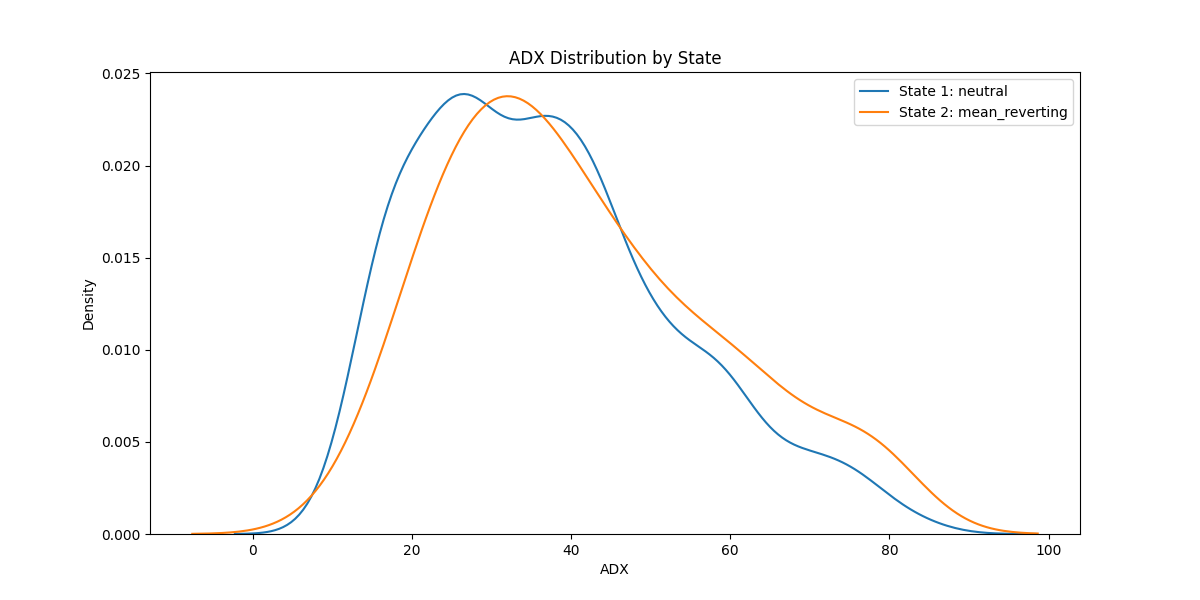 ADX Distribution by State
State 1: neutral
State 2: mean_reverting
Density
0.025
0.020
0.015
0.010
0.005
0.000
0 20 40 60 80 100
ADX